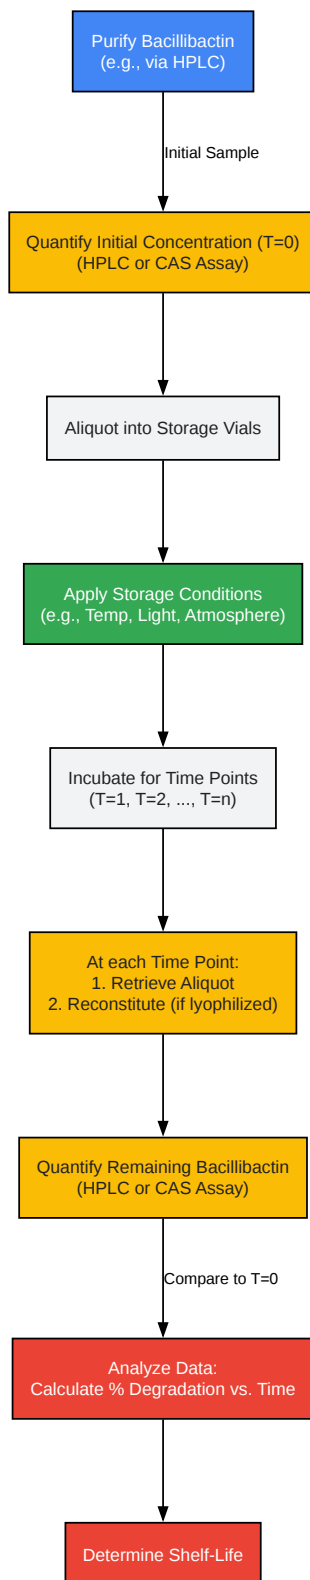 Purify Bacillibactin
(e.g., via HPLC)
Initial Sample
Quantify Initial Concentration (T=0)
(HPLC or CAS Assay)
Aliquot into Storage Vials
Apply Storage Conditions
(e.g., Temp, Light, Atmosphere)
Incubate for Time Points
(T=1, T=2, ..., T=n)
At each Time Point:
1. Retrieve Aliquot
2. Reconstitute (if lyophilized)
Quantify Remaining Bacillibactin
(HPLC or CAS Assay)
Compare to T=0
Analyze Data:
Calculate % Degradation vs. Time
Determine Shelf-Life